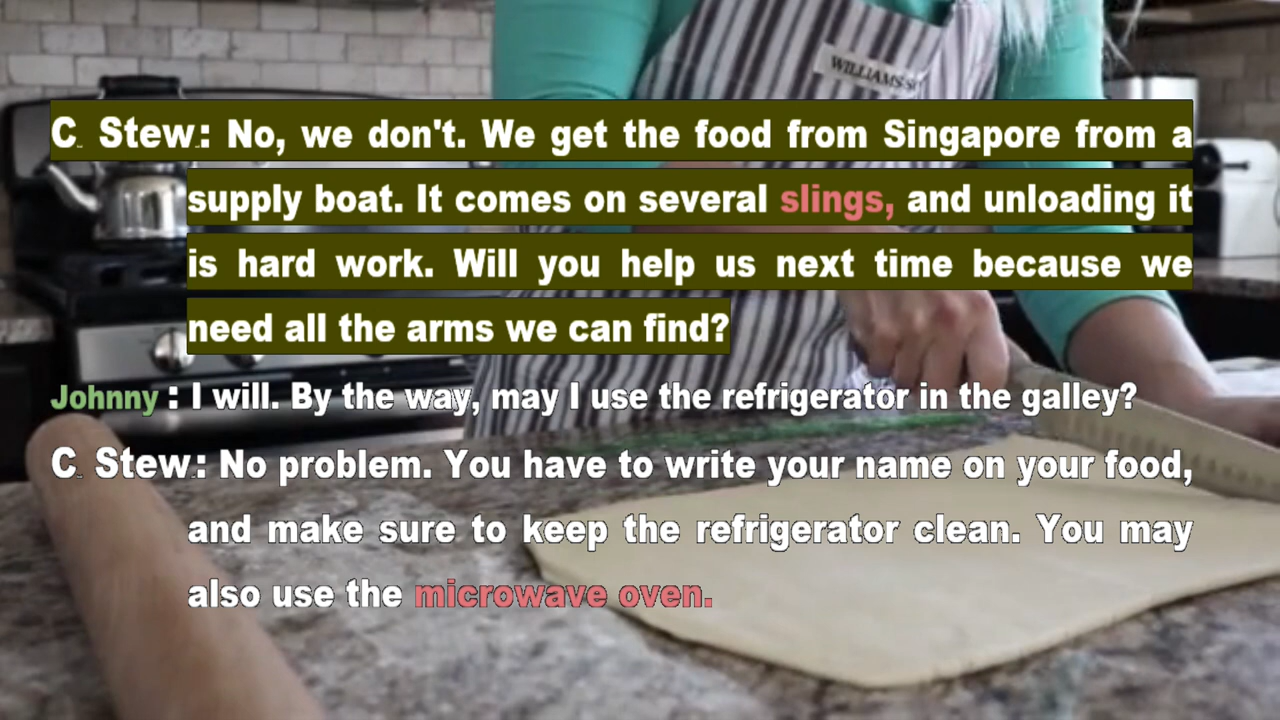 WILLIAMS-S
C. Stew.: No, we don't. We get the food from Singapore from a
supply boat. It comes on several slings, and unloading it
is hard work. Will you help us next time because we
need all the arms we can find?
Johnny : I will. By the way, may I use the refrigerator in the galley?
C. Stew.: No problem. You have to write your name on your food,
and make sure to keep the refrigerator clean. You may
also use the microwave oven.